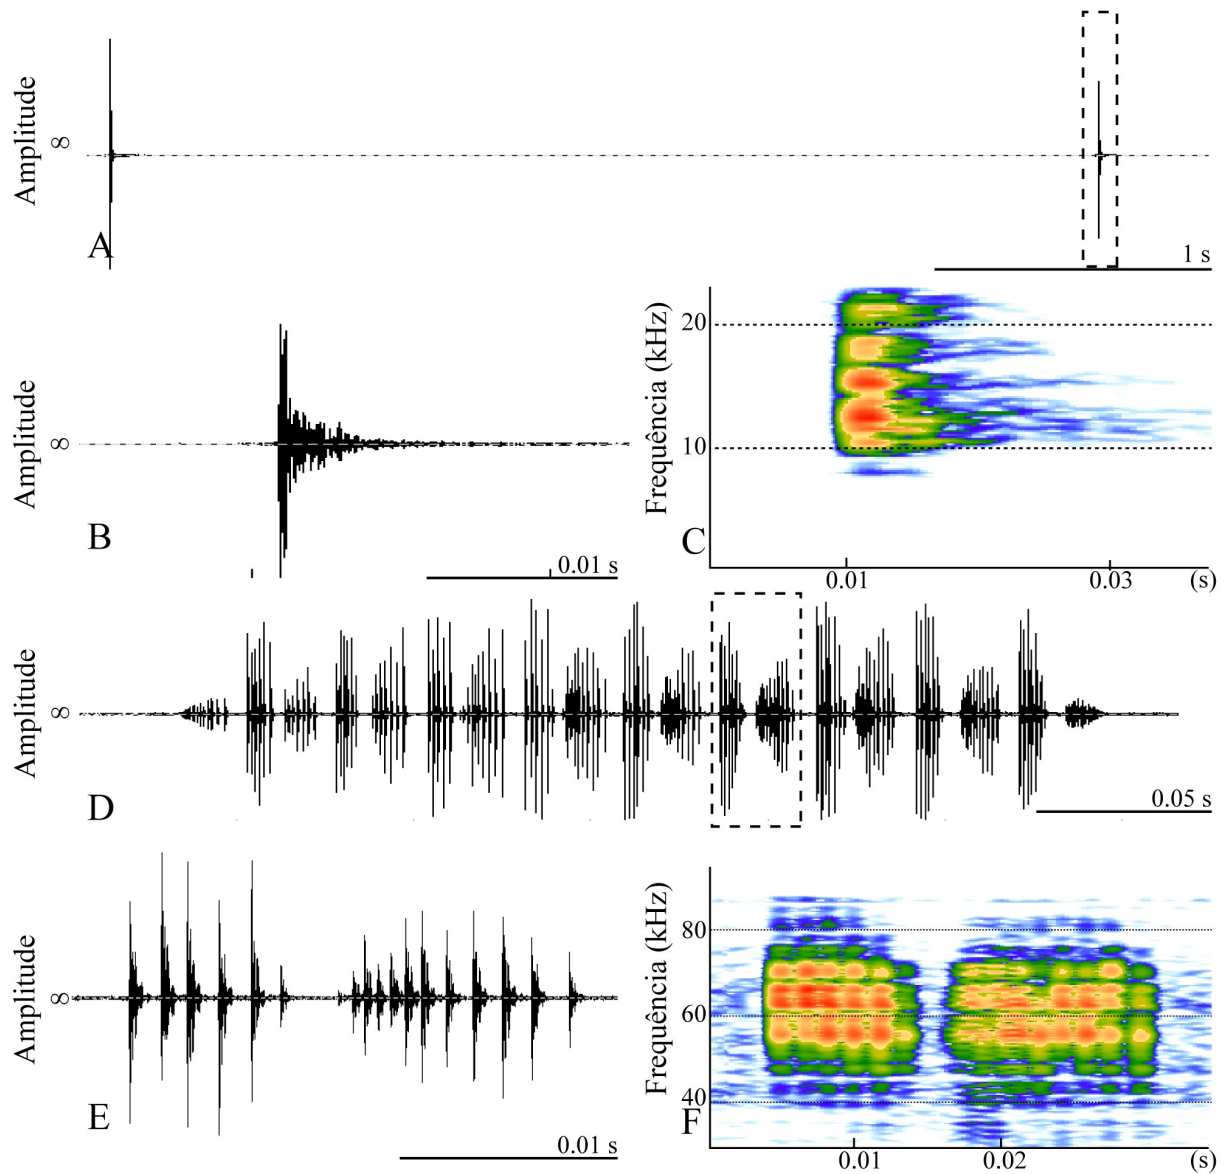 Amplitude
∞
A
1 s
Amplitude
∞
B
0.01 s
Frequência (kHz)
20
10
C
0.01
0.03
(s)
Amplitude
∞
D
0.05 s
Amplitude
∞
E
0.01 s
Frequência (kHz)
80
60
40
F
0.01
0.02
(s)